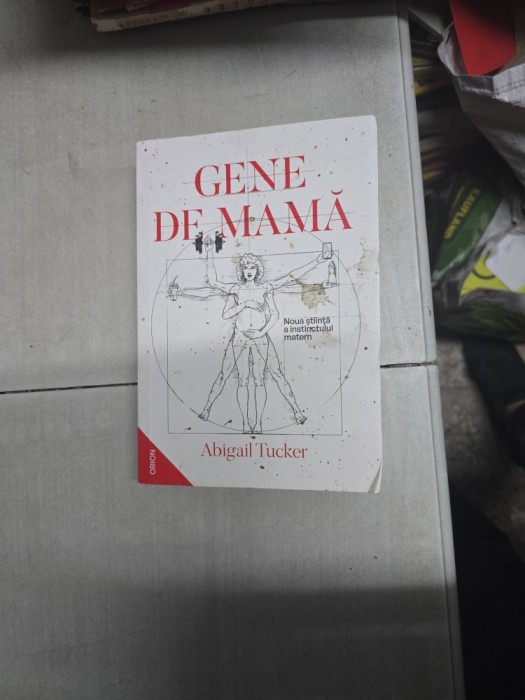 GENE
DE MAMĂ
Noua știință
a instinctului
matern
Abigail Tucker
ORION